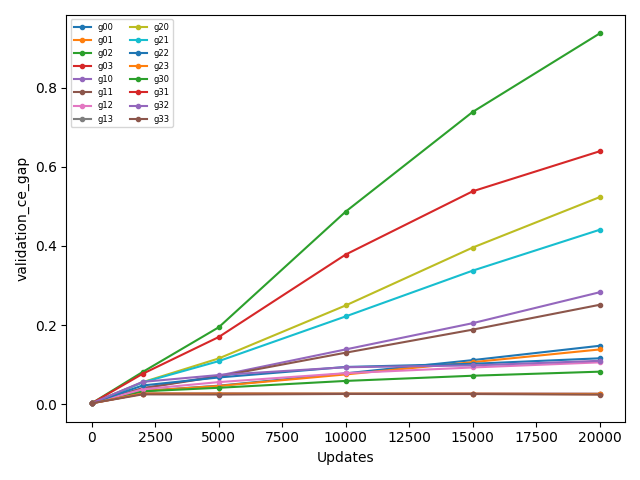 validation_ce_gap
0.8
0.6
0.4
0.2
0.0
g00 g20
g01 g21
g02 g22
g03 g23
g10 g30
g11 g31
g12 g32
g13 g33
0 2500 5000 7500 10000 12500 15000 17500 20000
Updates